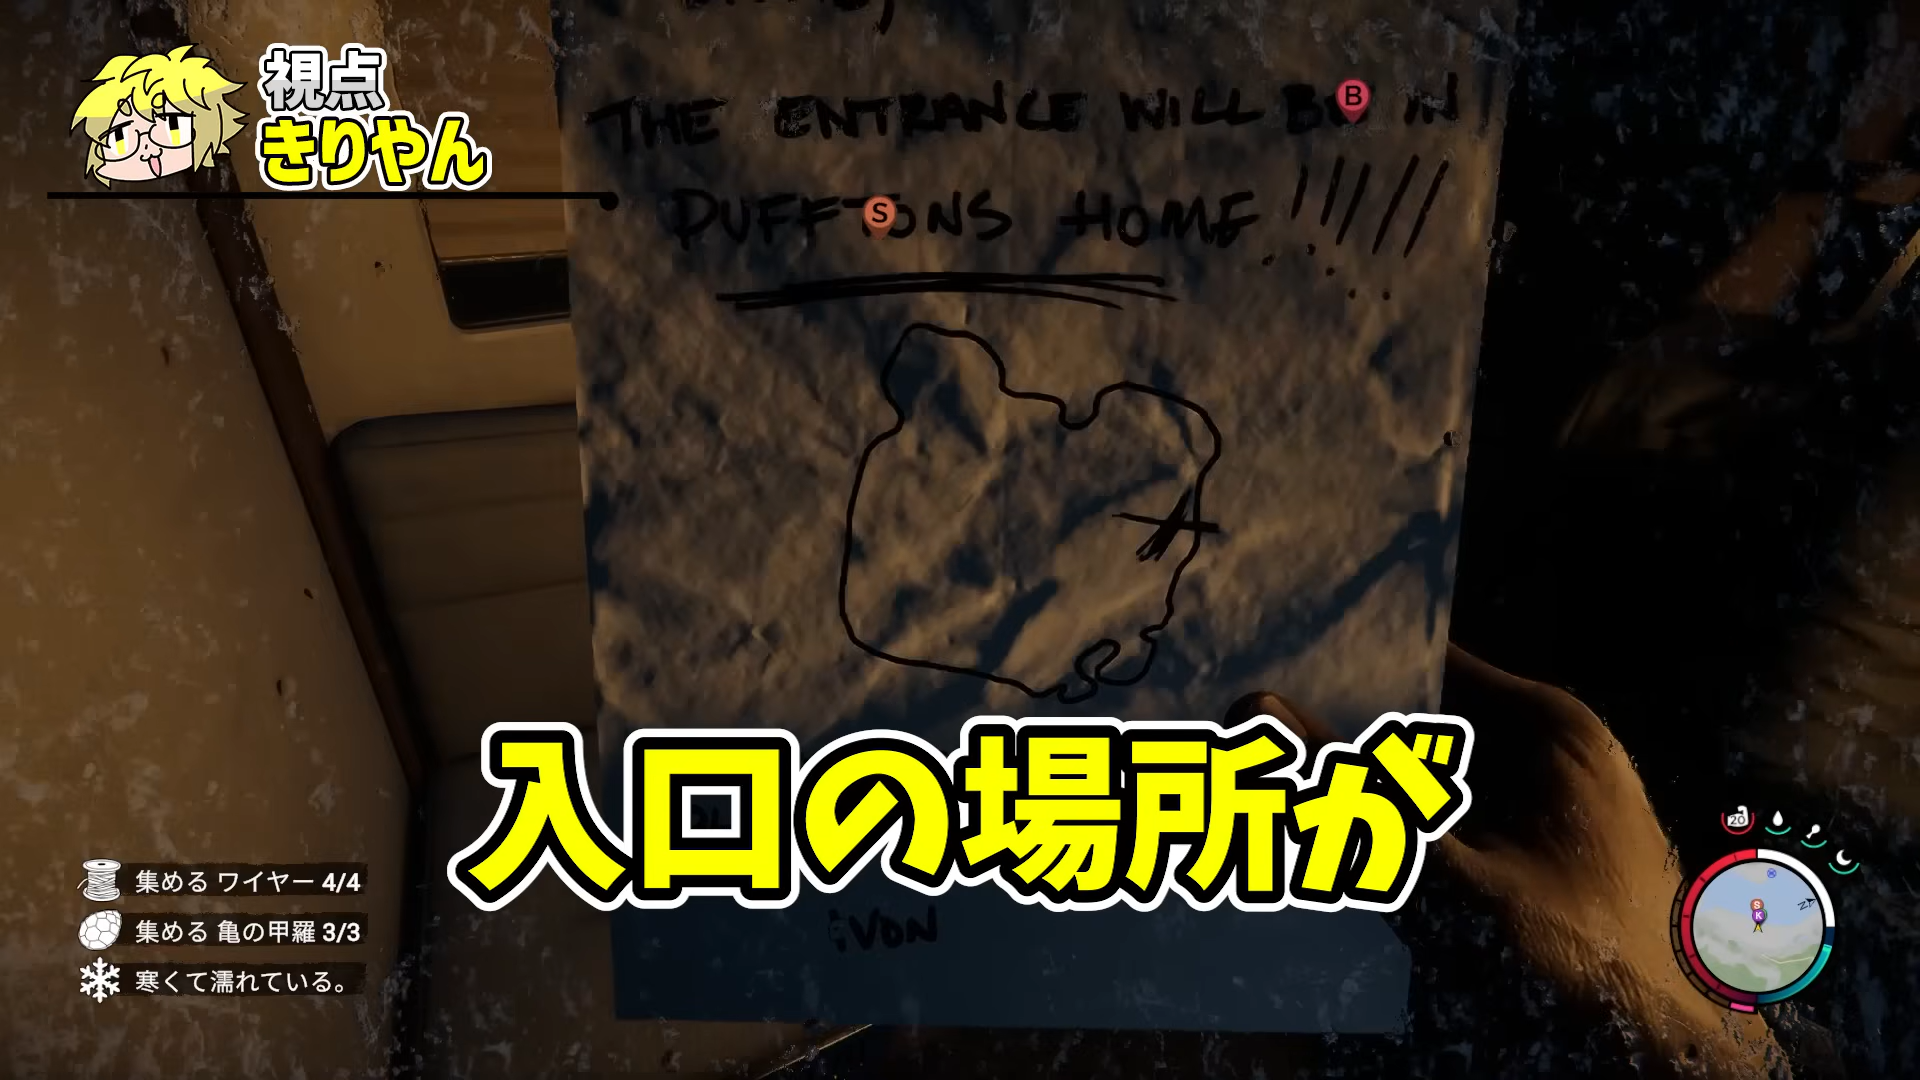 視点
きりやん
THE ENTRANCE WILL BE IN
PUFFTONS HOME!!!!!
B
S
入口の場所が
集める ワイヤー 4/4
集める 亀の甲羅 3/3
寒くて濡れている。
20
S
K